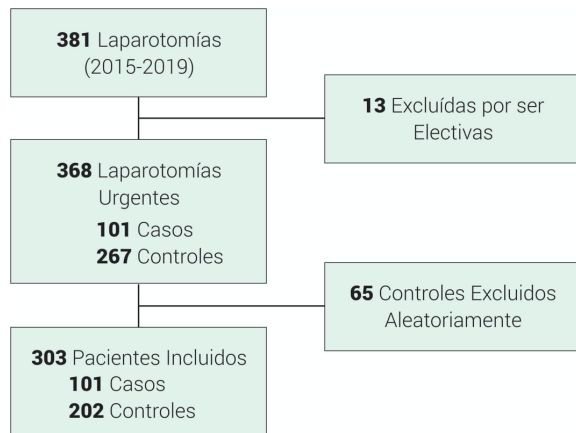 381 Laparotomías
(2015-2019)
13 Excluídas por ser
Electivas
368 Laparotomías
Urgentes
101 Casos
267 Controles
65 Controles Excluidos
Aleatoriamente
303 Pacientes Incluidos
101 Casos
202 Controles